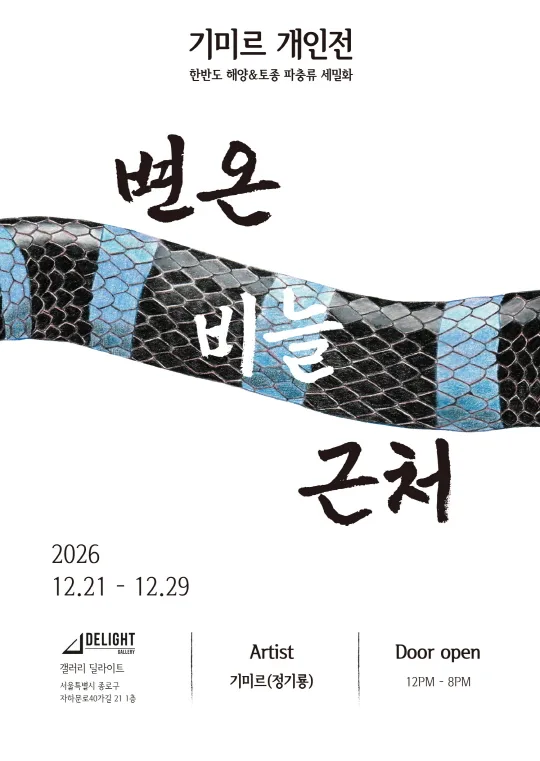 기미르 개인전
한반도 해양&토종 파충류 세밀화
변온
비늘
근처
2026
12.21 - 12.29
DELIGHT
GALLERY
갤러리 딜라이트
서울특별시 종로구
자하문로40가길 21 1층
Artist
기미르(정기룡)
Door open
12PM - 8PM